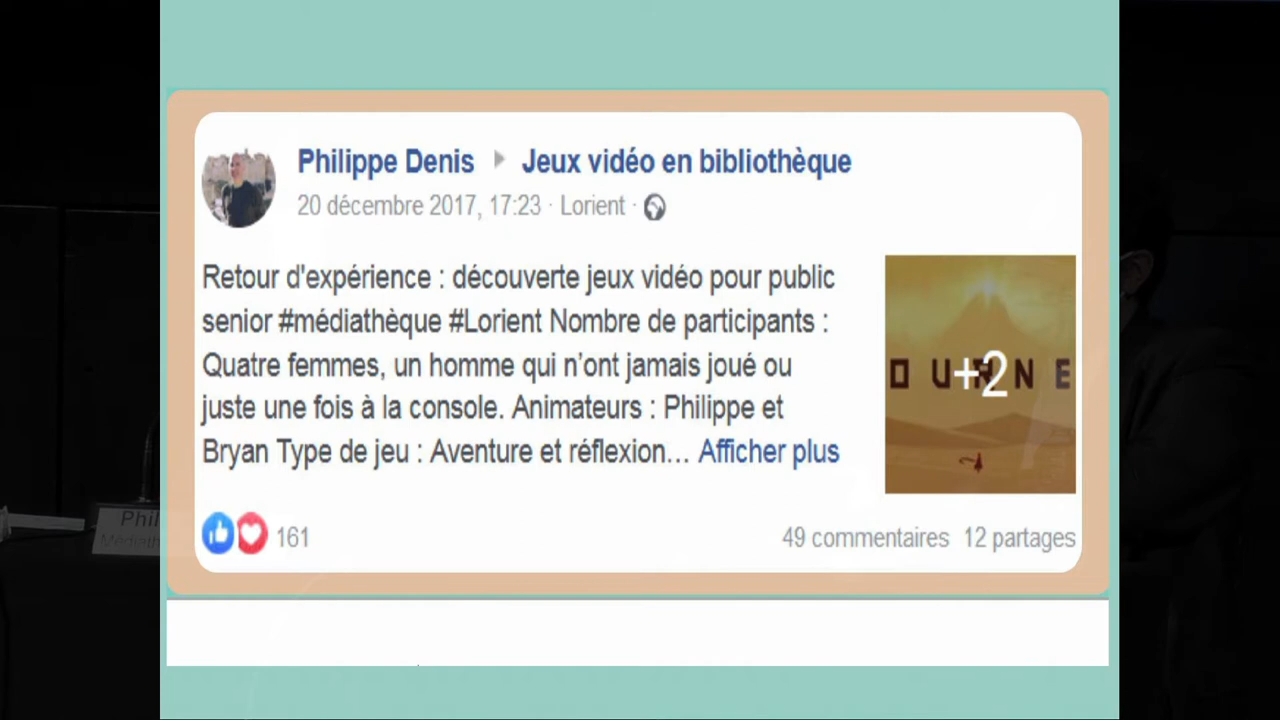 Philippe Denis Jeux vidéo en bibliothèque
20 décembre 2017, 17:23 · Lorient ·
Retour d'expérience : découverte jeux vidéo pour public
senior #médiathèque #Lorient Nombre de participants :
Quatre femmes, un homme qui n'ont jamais joué ou
juste une fois à la console. Animateurs : Philippe et
Bryan Type de jeu : Aventure et réflexion... Afficher plus
OURNE
+2
161
49 commentaires 12 partages
Phil
Médiath